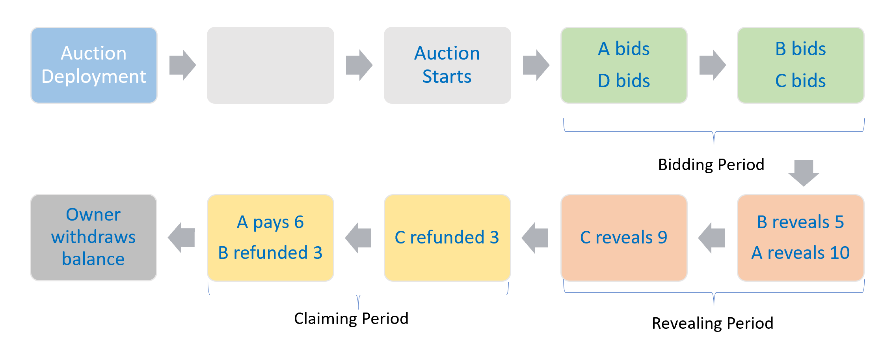 Auction
Deployment
Auction
Starts
A bids
D bids
B bids
C bids
Bidding Period
Owner
withdraws
balance
A pays 6
B refunded 3
C refunded 3
C reveals 9
B reveals 5
A reveals 10
Claiming Period
Revealing Period